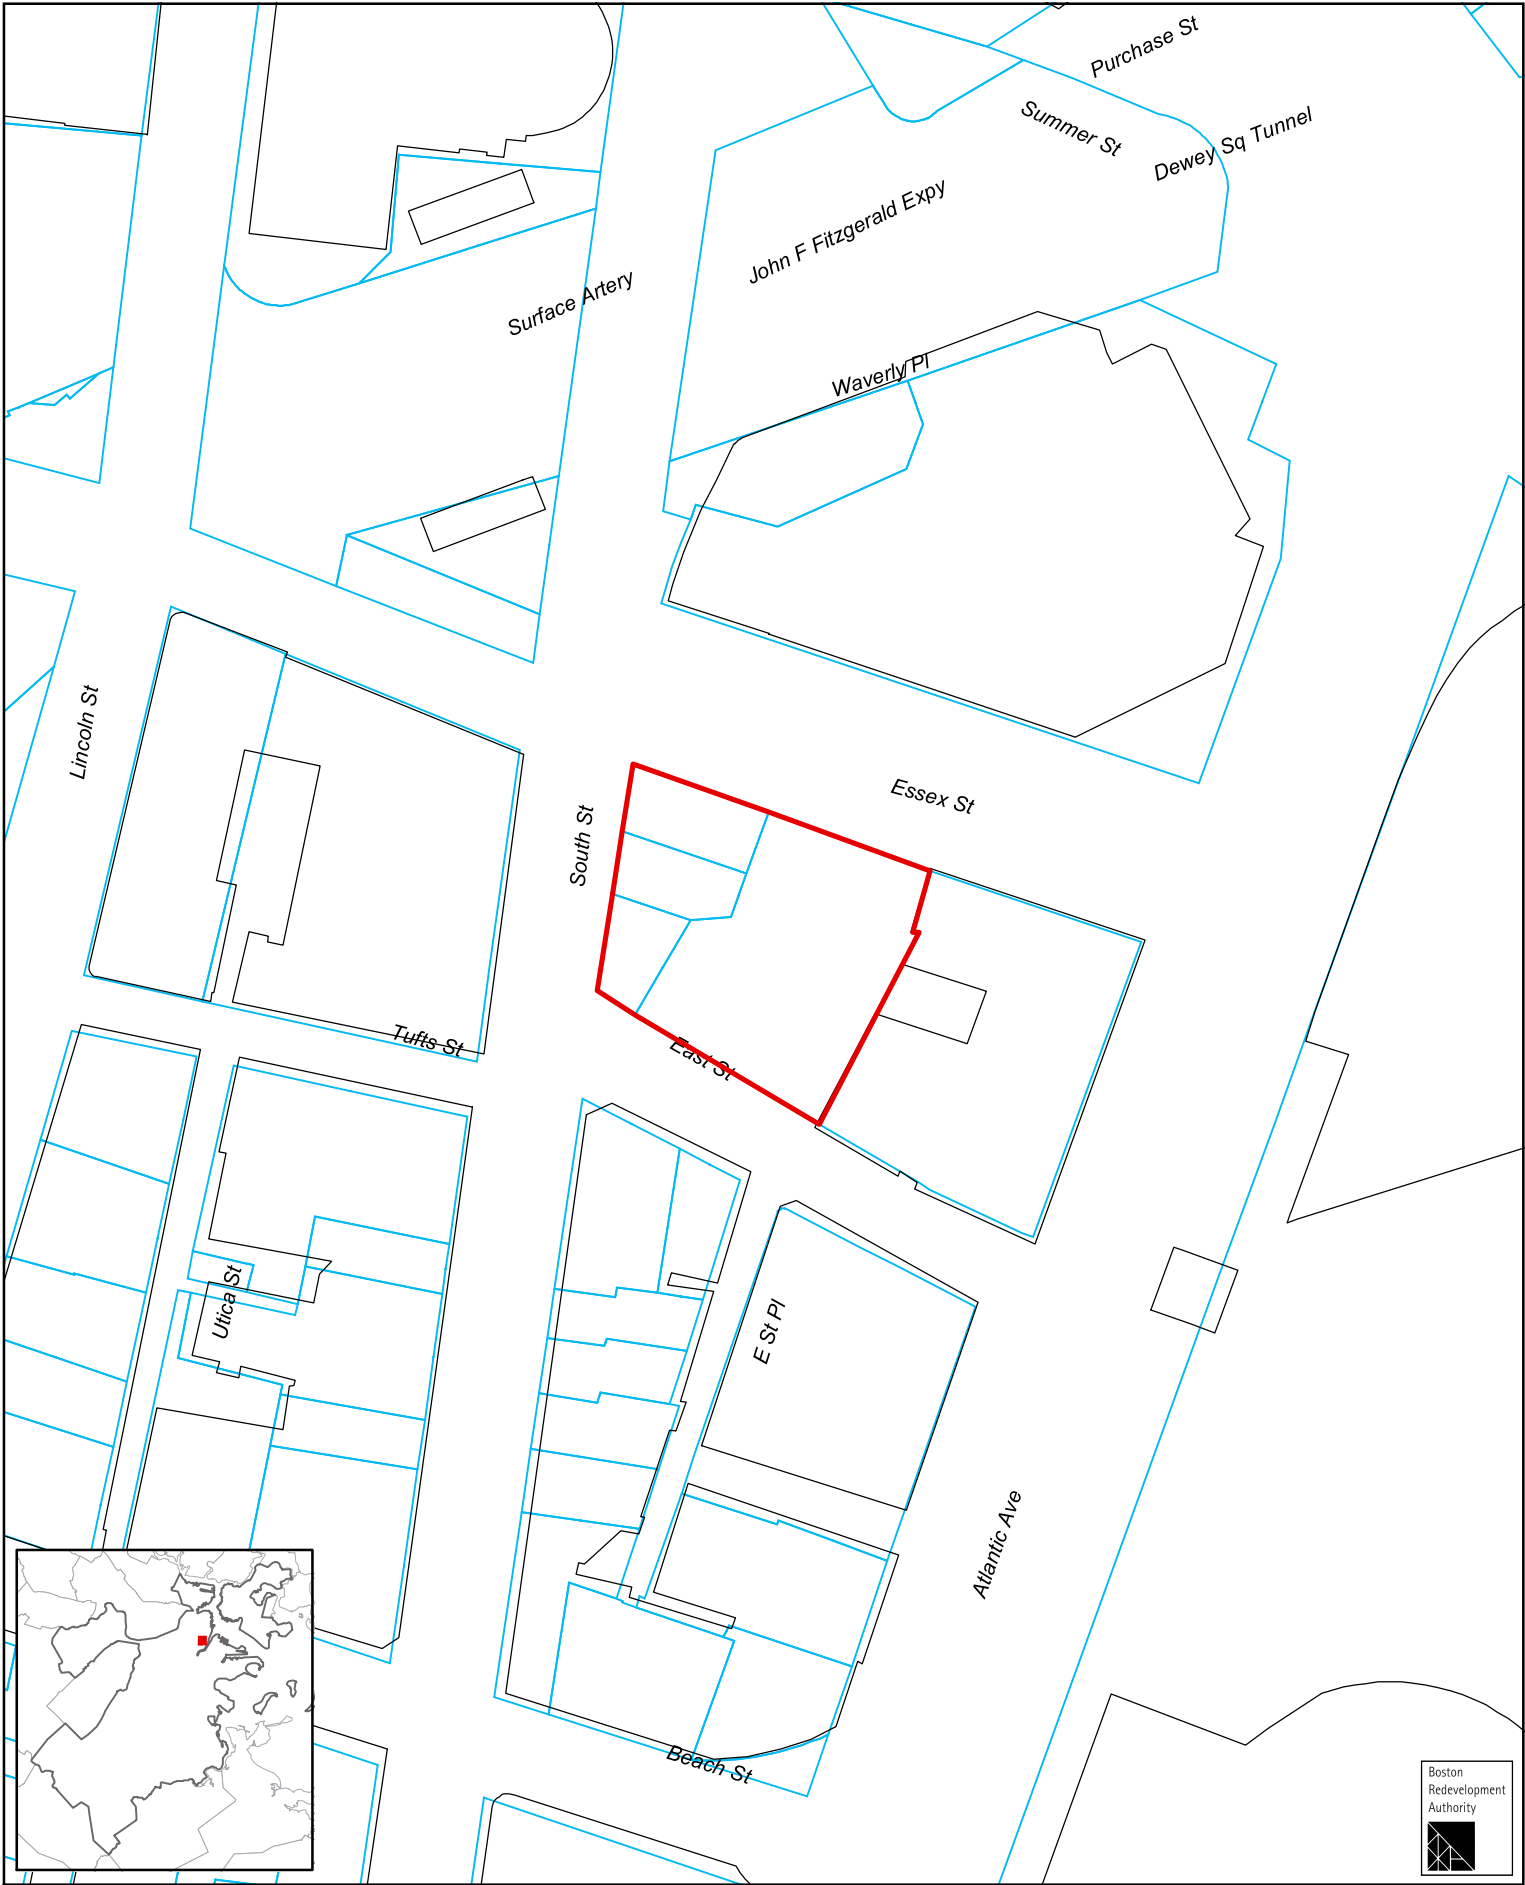 Purchase St
Summer St
Dewey Sq Tunnel
John F Fitzgerald Expy
Surface Artery
Waverly Pl
Lincoln St
Essex St
South St
Tufts St
East St
Utica St
E St Pl
Atlantic Ave
Beach St
Boston
Redevelopment
Authority